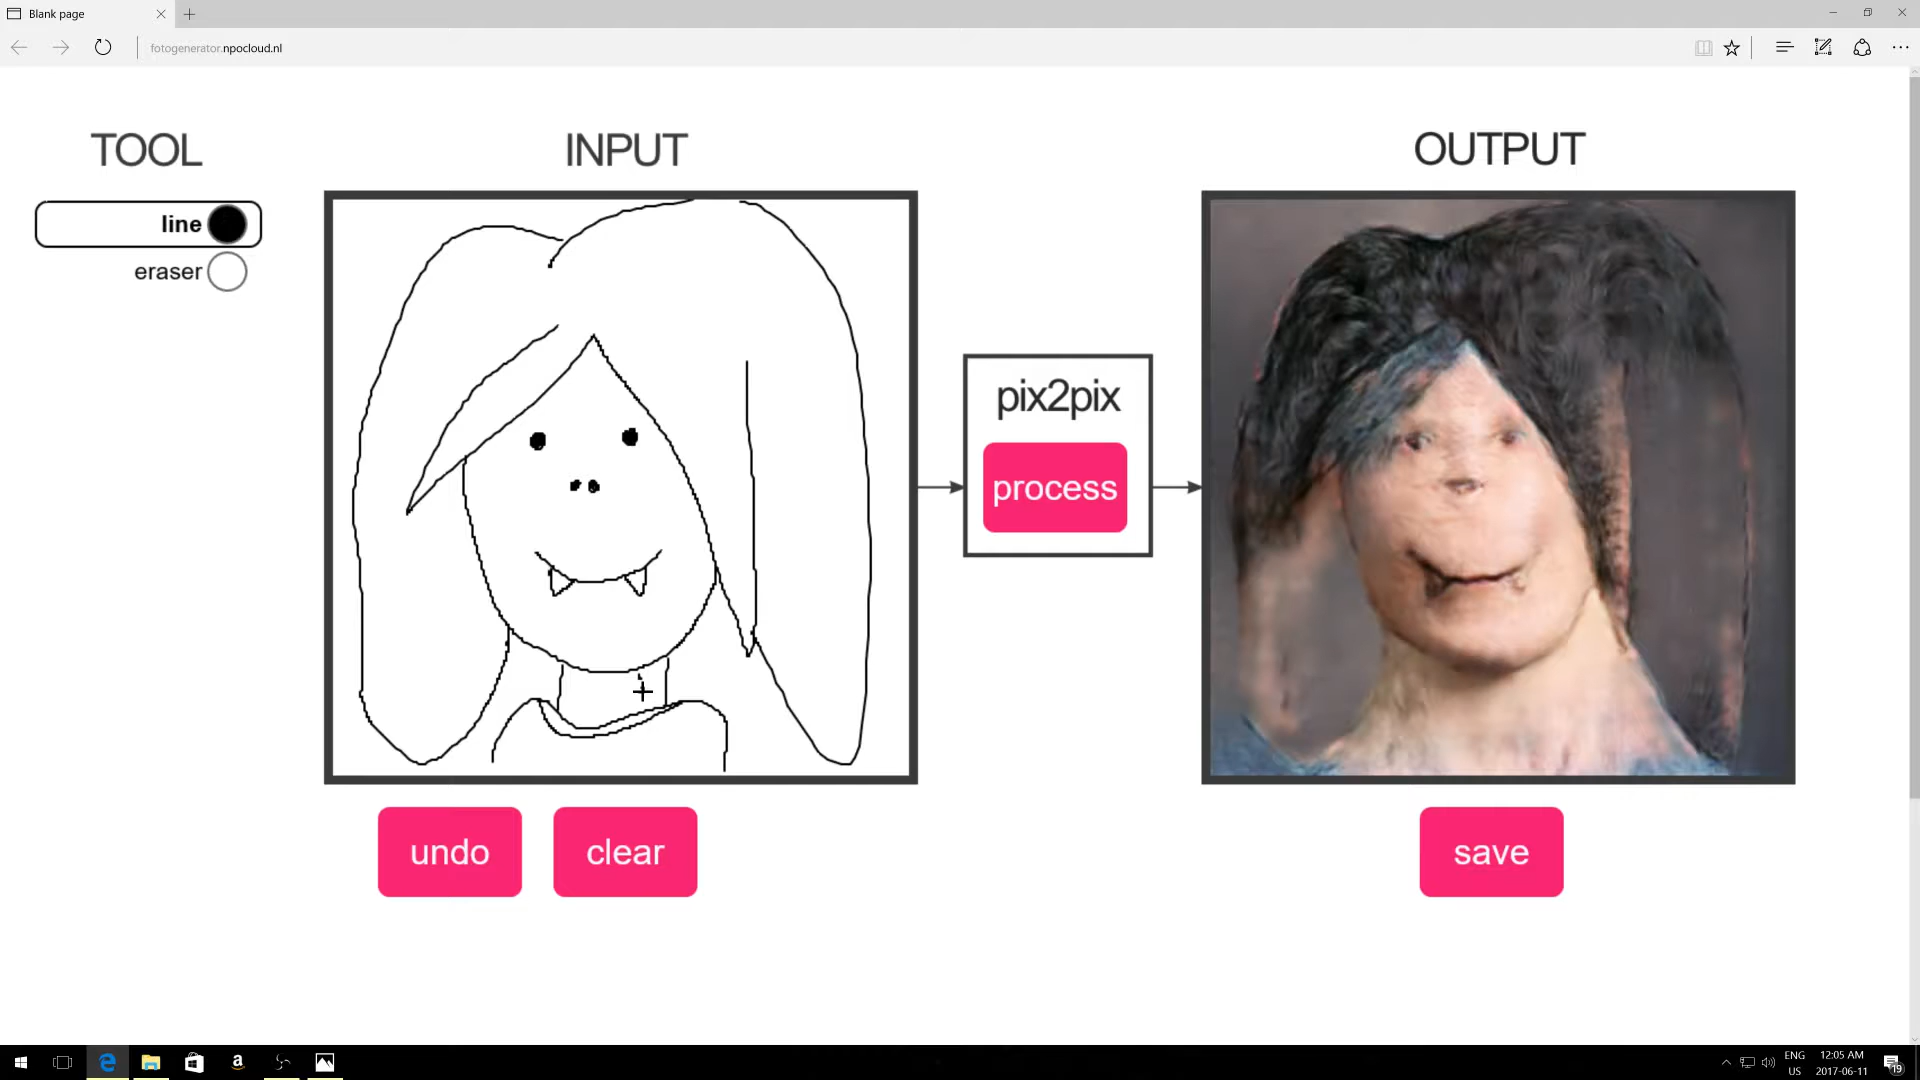 Blank page
fotogenerator.npocloud.nl
TOOL
INPUT
OUTPUT
line
eraser
pix2pix
process
undo
clear
save
ENG
US
12:05 AM
2017-06-11
19